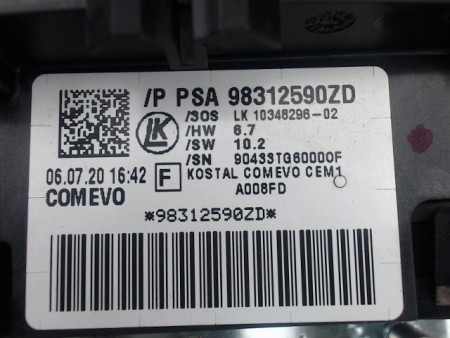 /P PSA 98312590ZD
/SOS LK 10346296-02
/HW 6.7
/SW 10.2
/SN 90433TG60000F
LK
06.07.20 16:42
F KOSTAL COMEVO CEM1
A008FD
COMEVO
*98312590ZD*